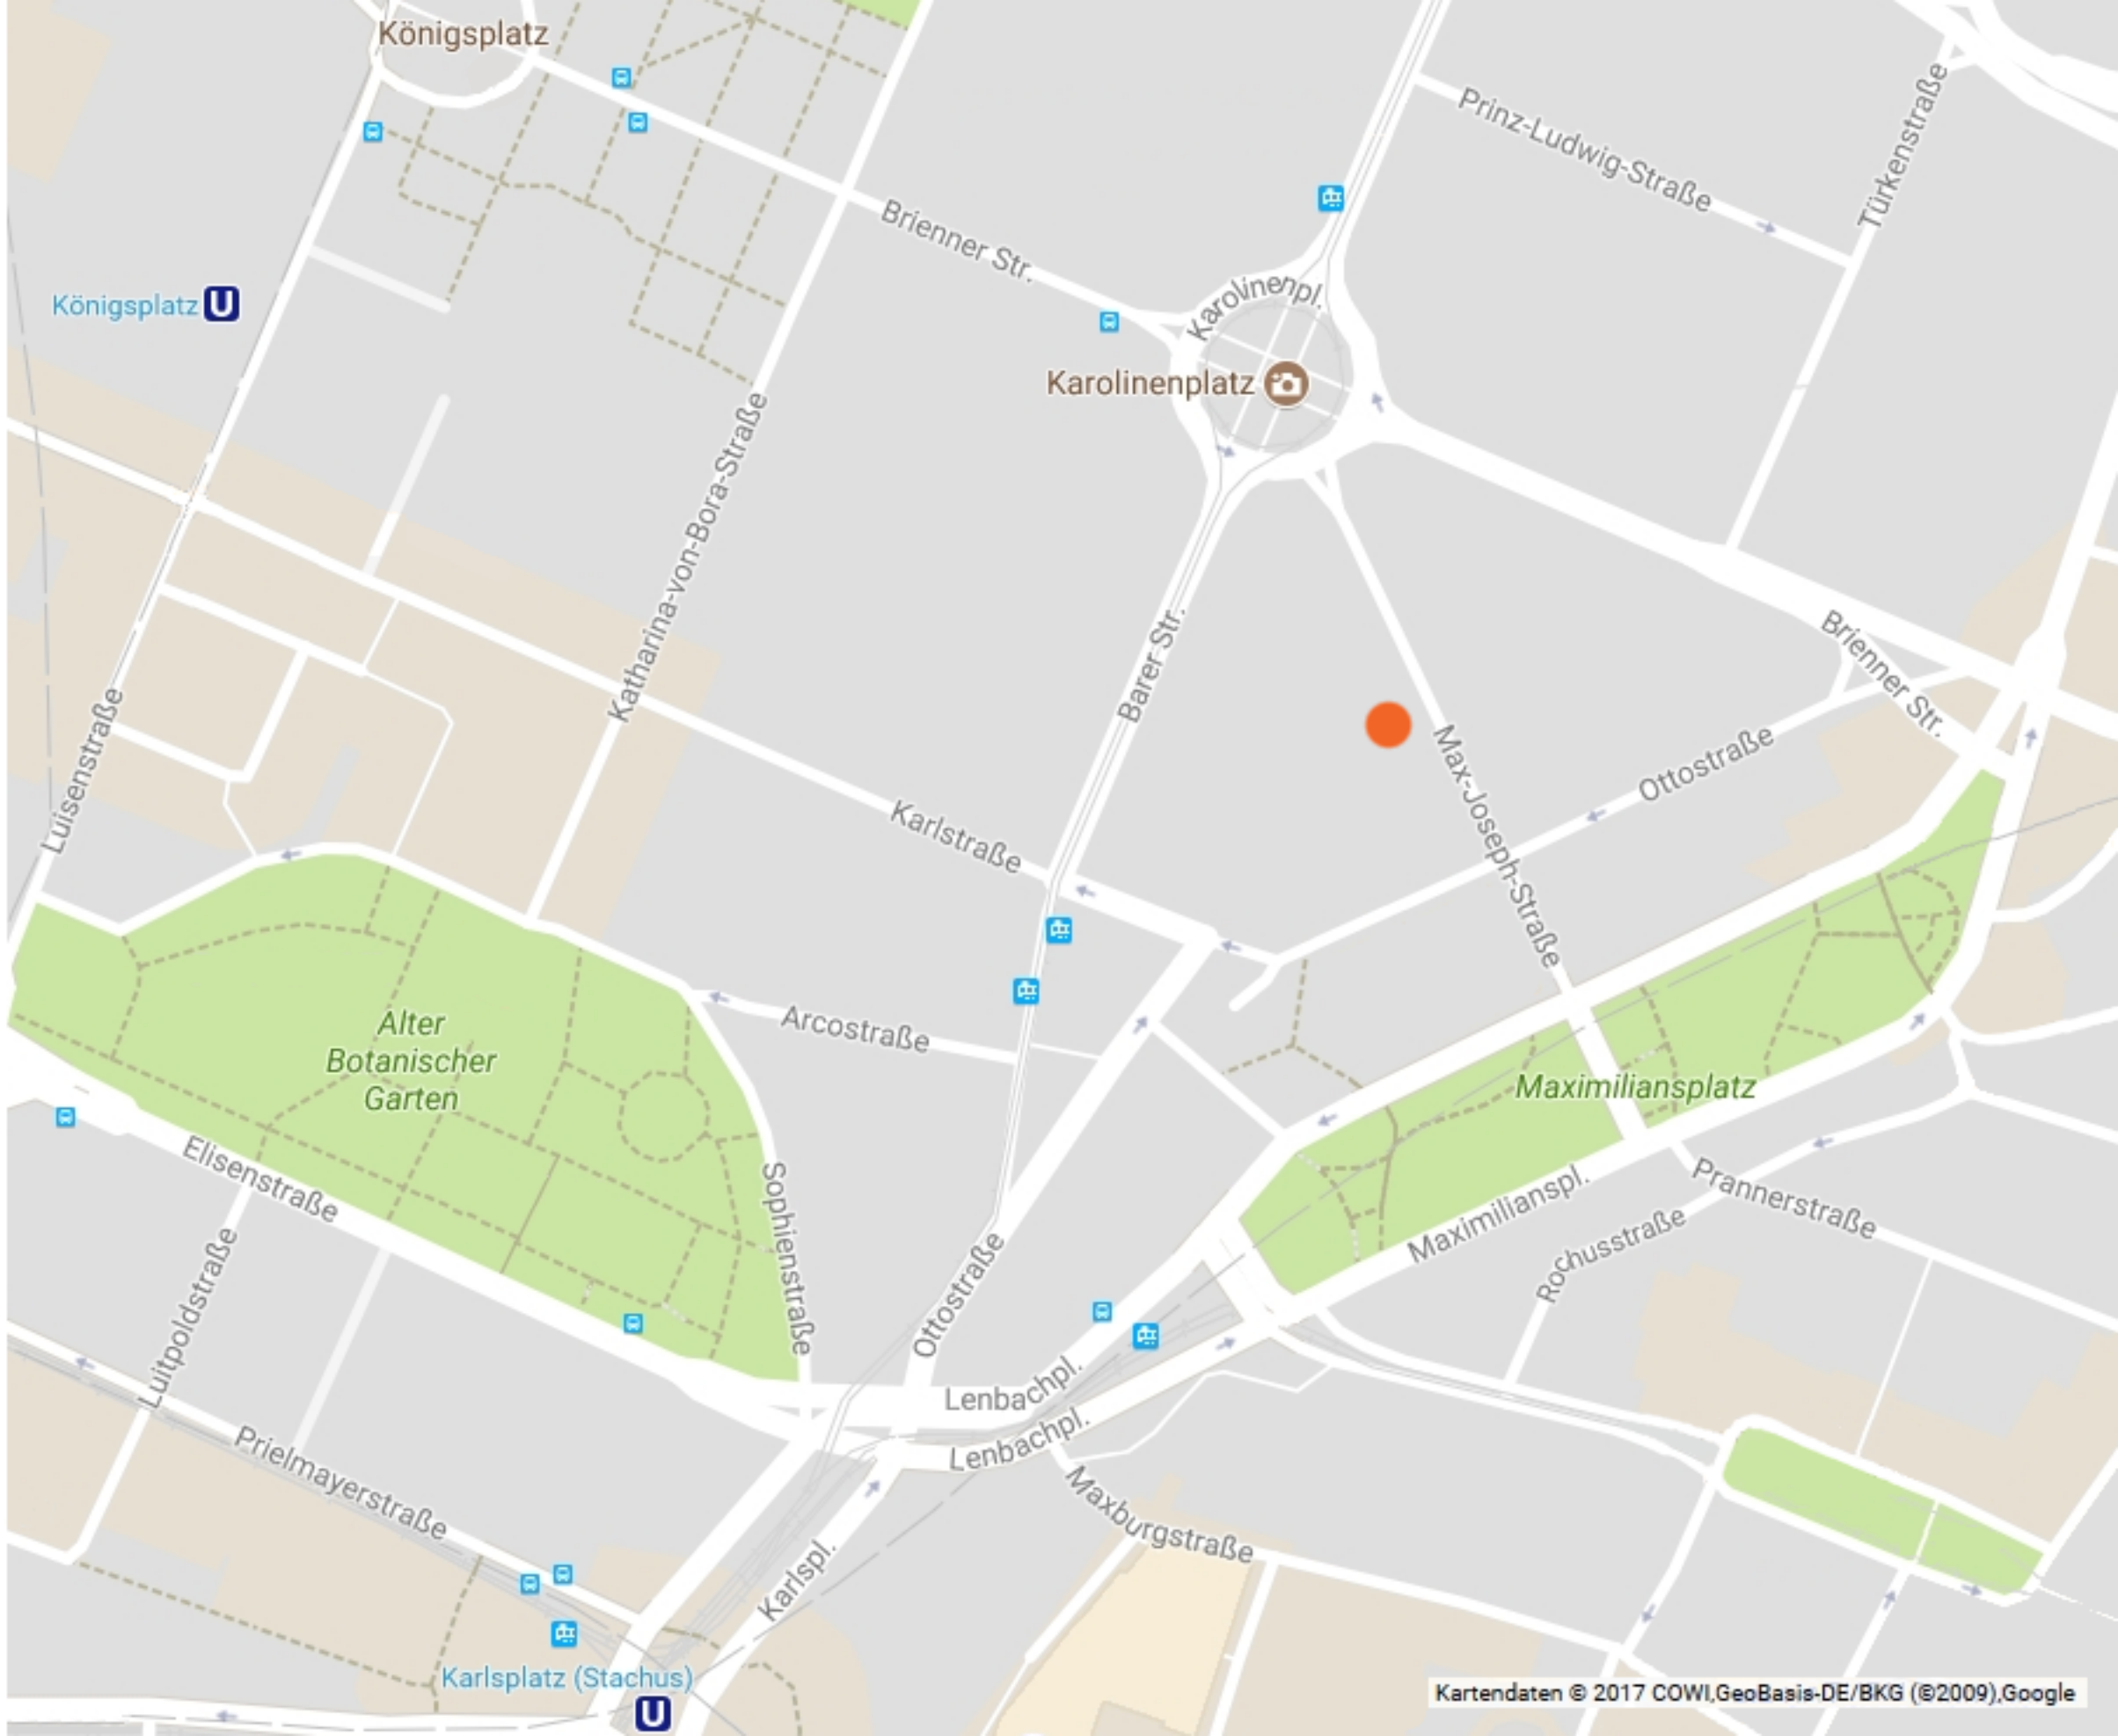 Königsplatz
Prinz-Ludwig-Straße
Türkenstraße
Brienner Str.
Königsplatz U
Karolinenpl.
Karolinenplatz
Katharina-von-Bora-Straße
Barer Str.
Brienner Str.
Luisenstraße
Max-Joseph-Straße
Ottostraße
Karlstraße
Arcostraße
Alter
Botanischer
Garten
Maximiliansplatz
Elisenstraße
Sophienstraße
Maximilianspl.
Prannerstraße
Rochusstraße
Luitpoldstraße
Ottostraße
Lenbachpl.
Lenbachpl.
Prielmayerstraße
Maxburgstraße
Karlspl.
Karlsplatz (Stachus)
U
Kartendaten © 2017 COWI,GeoBasis-DE/BKG (©2009),Google